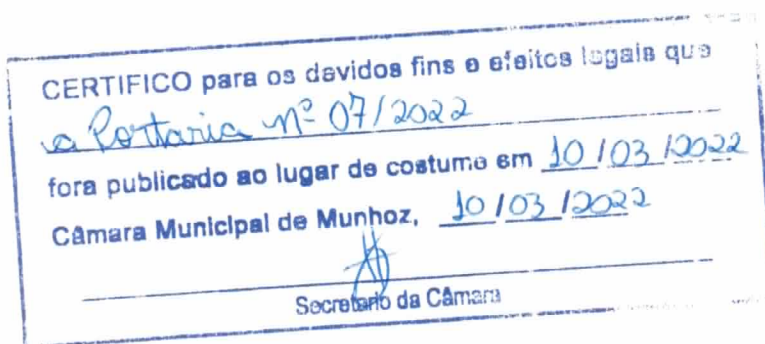 CERTIFICO para os devidos fins e efeitos legais que
a Portaria nº 07/2022
fora publicado ao lugar de costume em 10/03/2022
Câmara Municipal de Munhoz, 10/03/2022
Secretario da Câmara